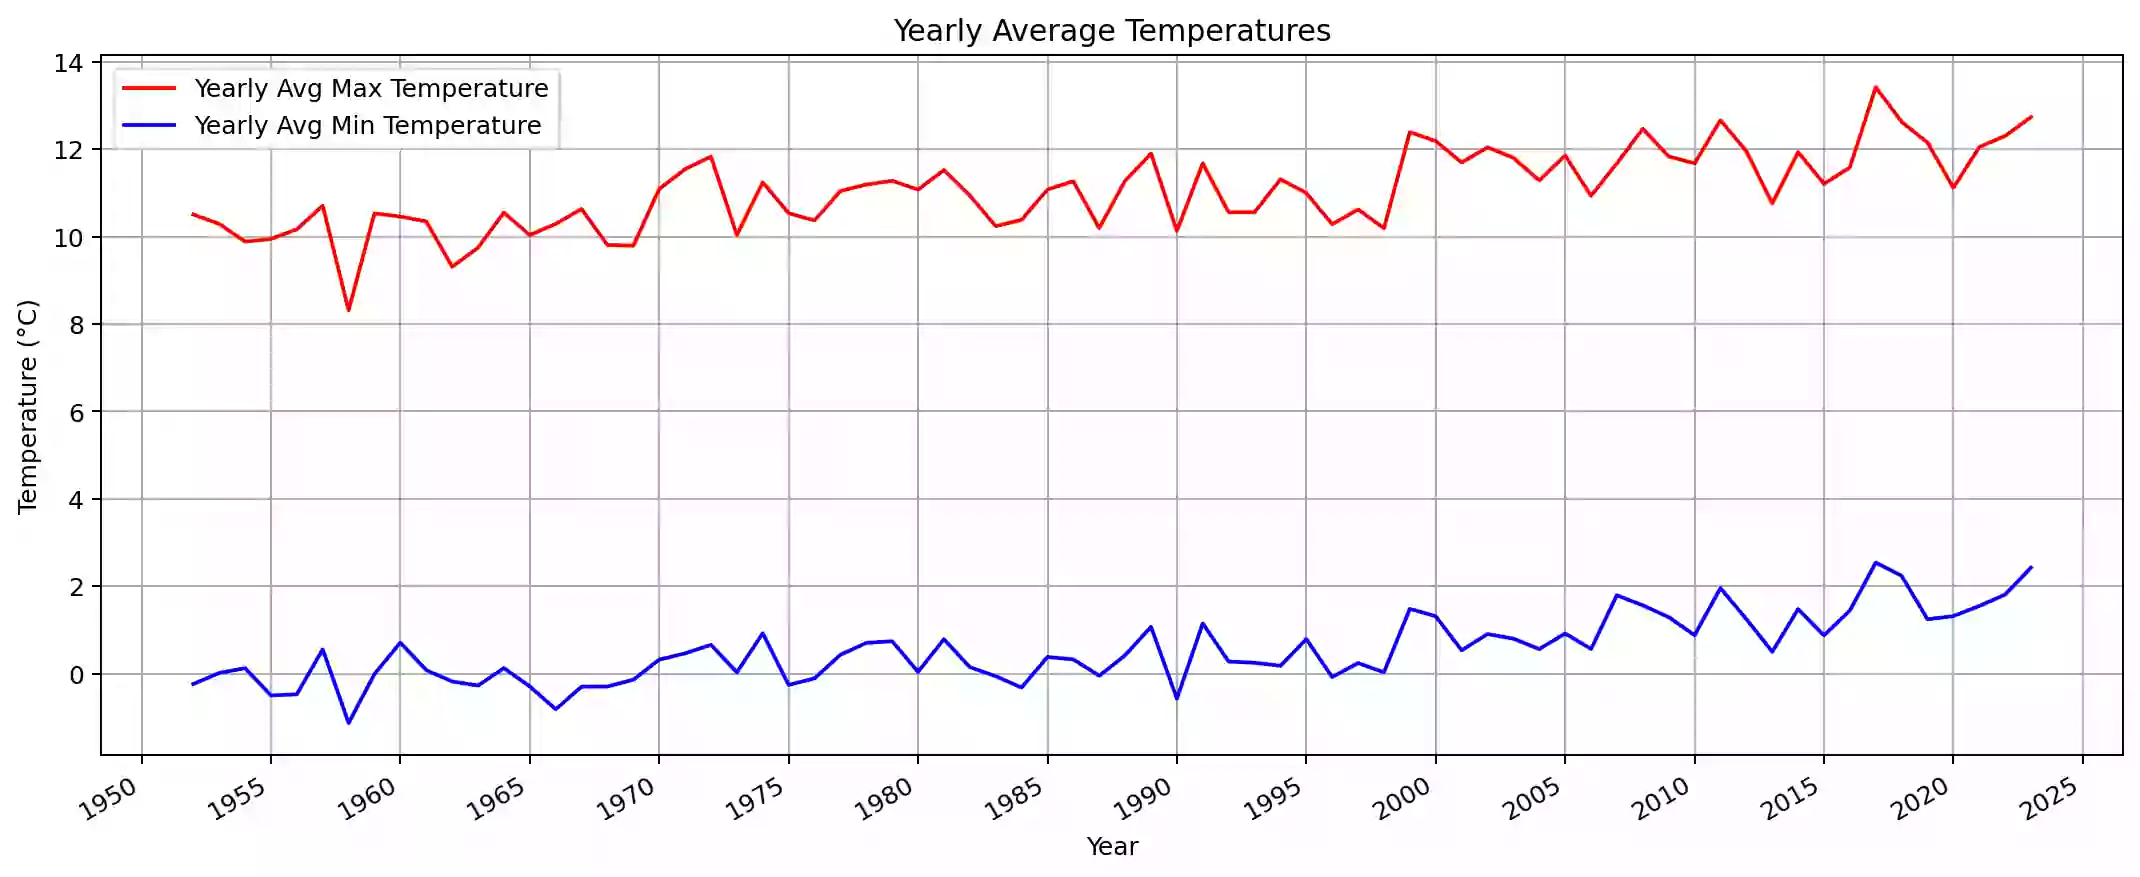 Yearly Average Temperatures
14
Yearly Avg Max Temperature
Yearly Avg Min Temperature
12
10
8
6
4
2
0
Temperature (°C)
1950 1955 1960 1965 1970 1975 1980 1985 1990 1995 2000 2005 2010 2015 2020 2025
Year